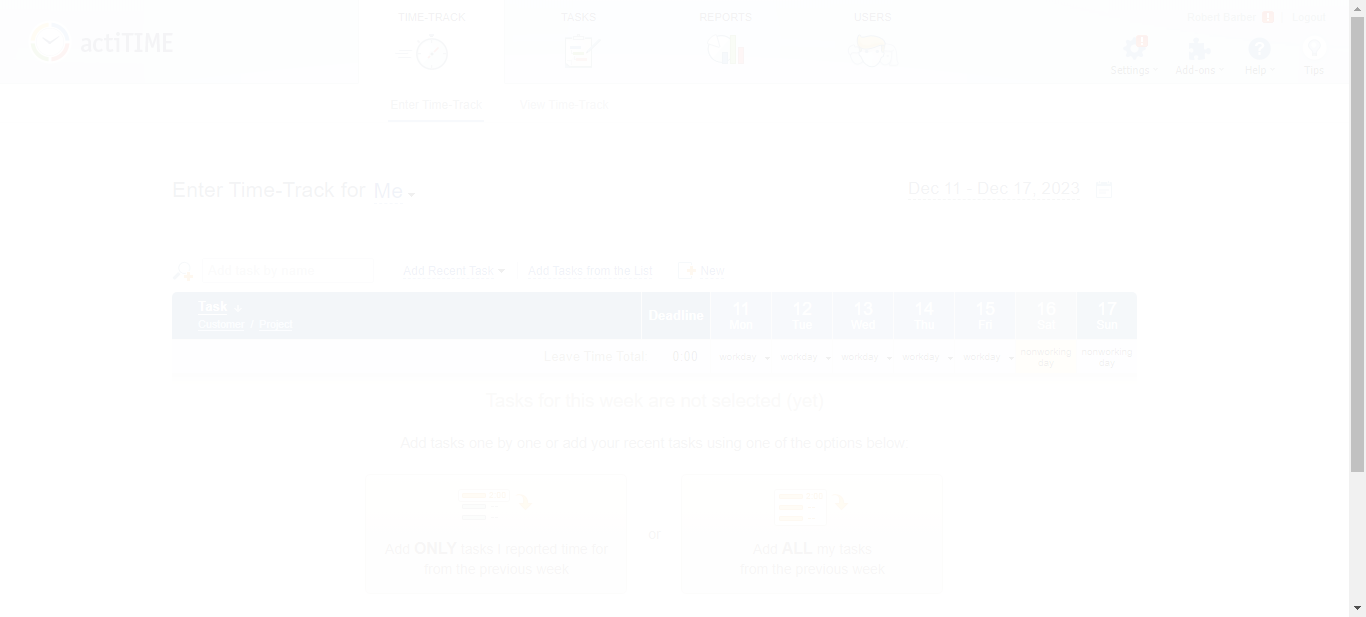 TIME-TRACK
TASKS
REPORTS
USERS
Logout
actiTIME
Settings
Add-ons
Help
Tips
Enter Time-Track
View Time-Track
Enter Time-Track for Me
Dec 11 - Dec 17, 2023
Add task by name
Add Recent Task
Add Tasks from the List
New
Task +
Customer / Project
Deadline
11
Mon
12
Tue
13
Wed
14
Thu
15
Fri
16
Sat
17
Sun
Leave Time Total:
0.00
workday
workday
workday
workday
workday
nonworking
day
nonworking
day
Tasks for this week are not selected (yet)
Add tasks one by one or add your recent tasks using one of the options below:
Add ONLY tasks I reported time for
from the previous week
or
Add ALL my tasks
from the previous week